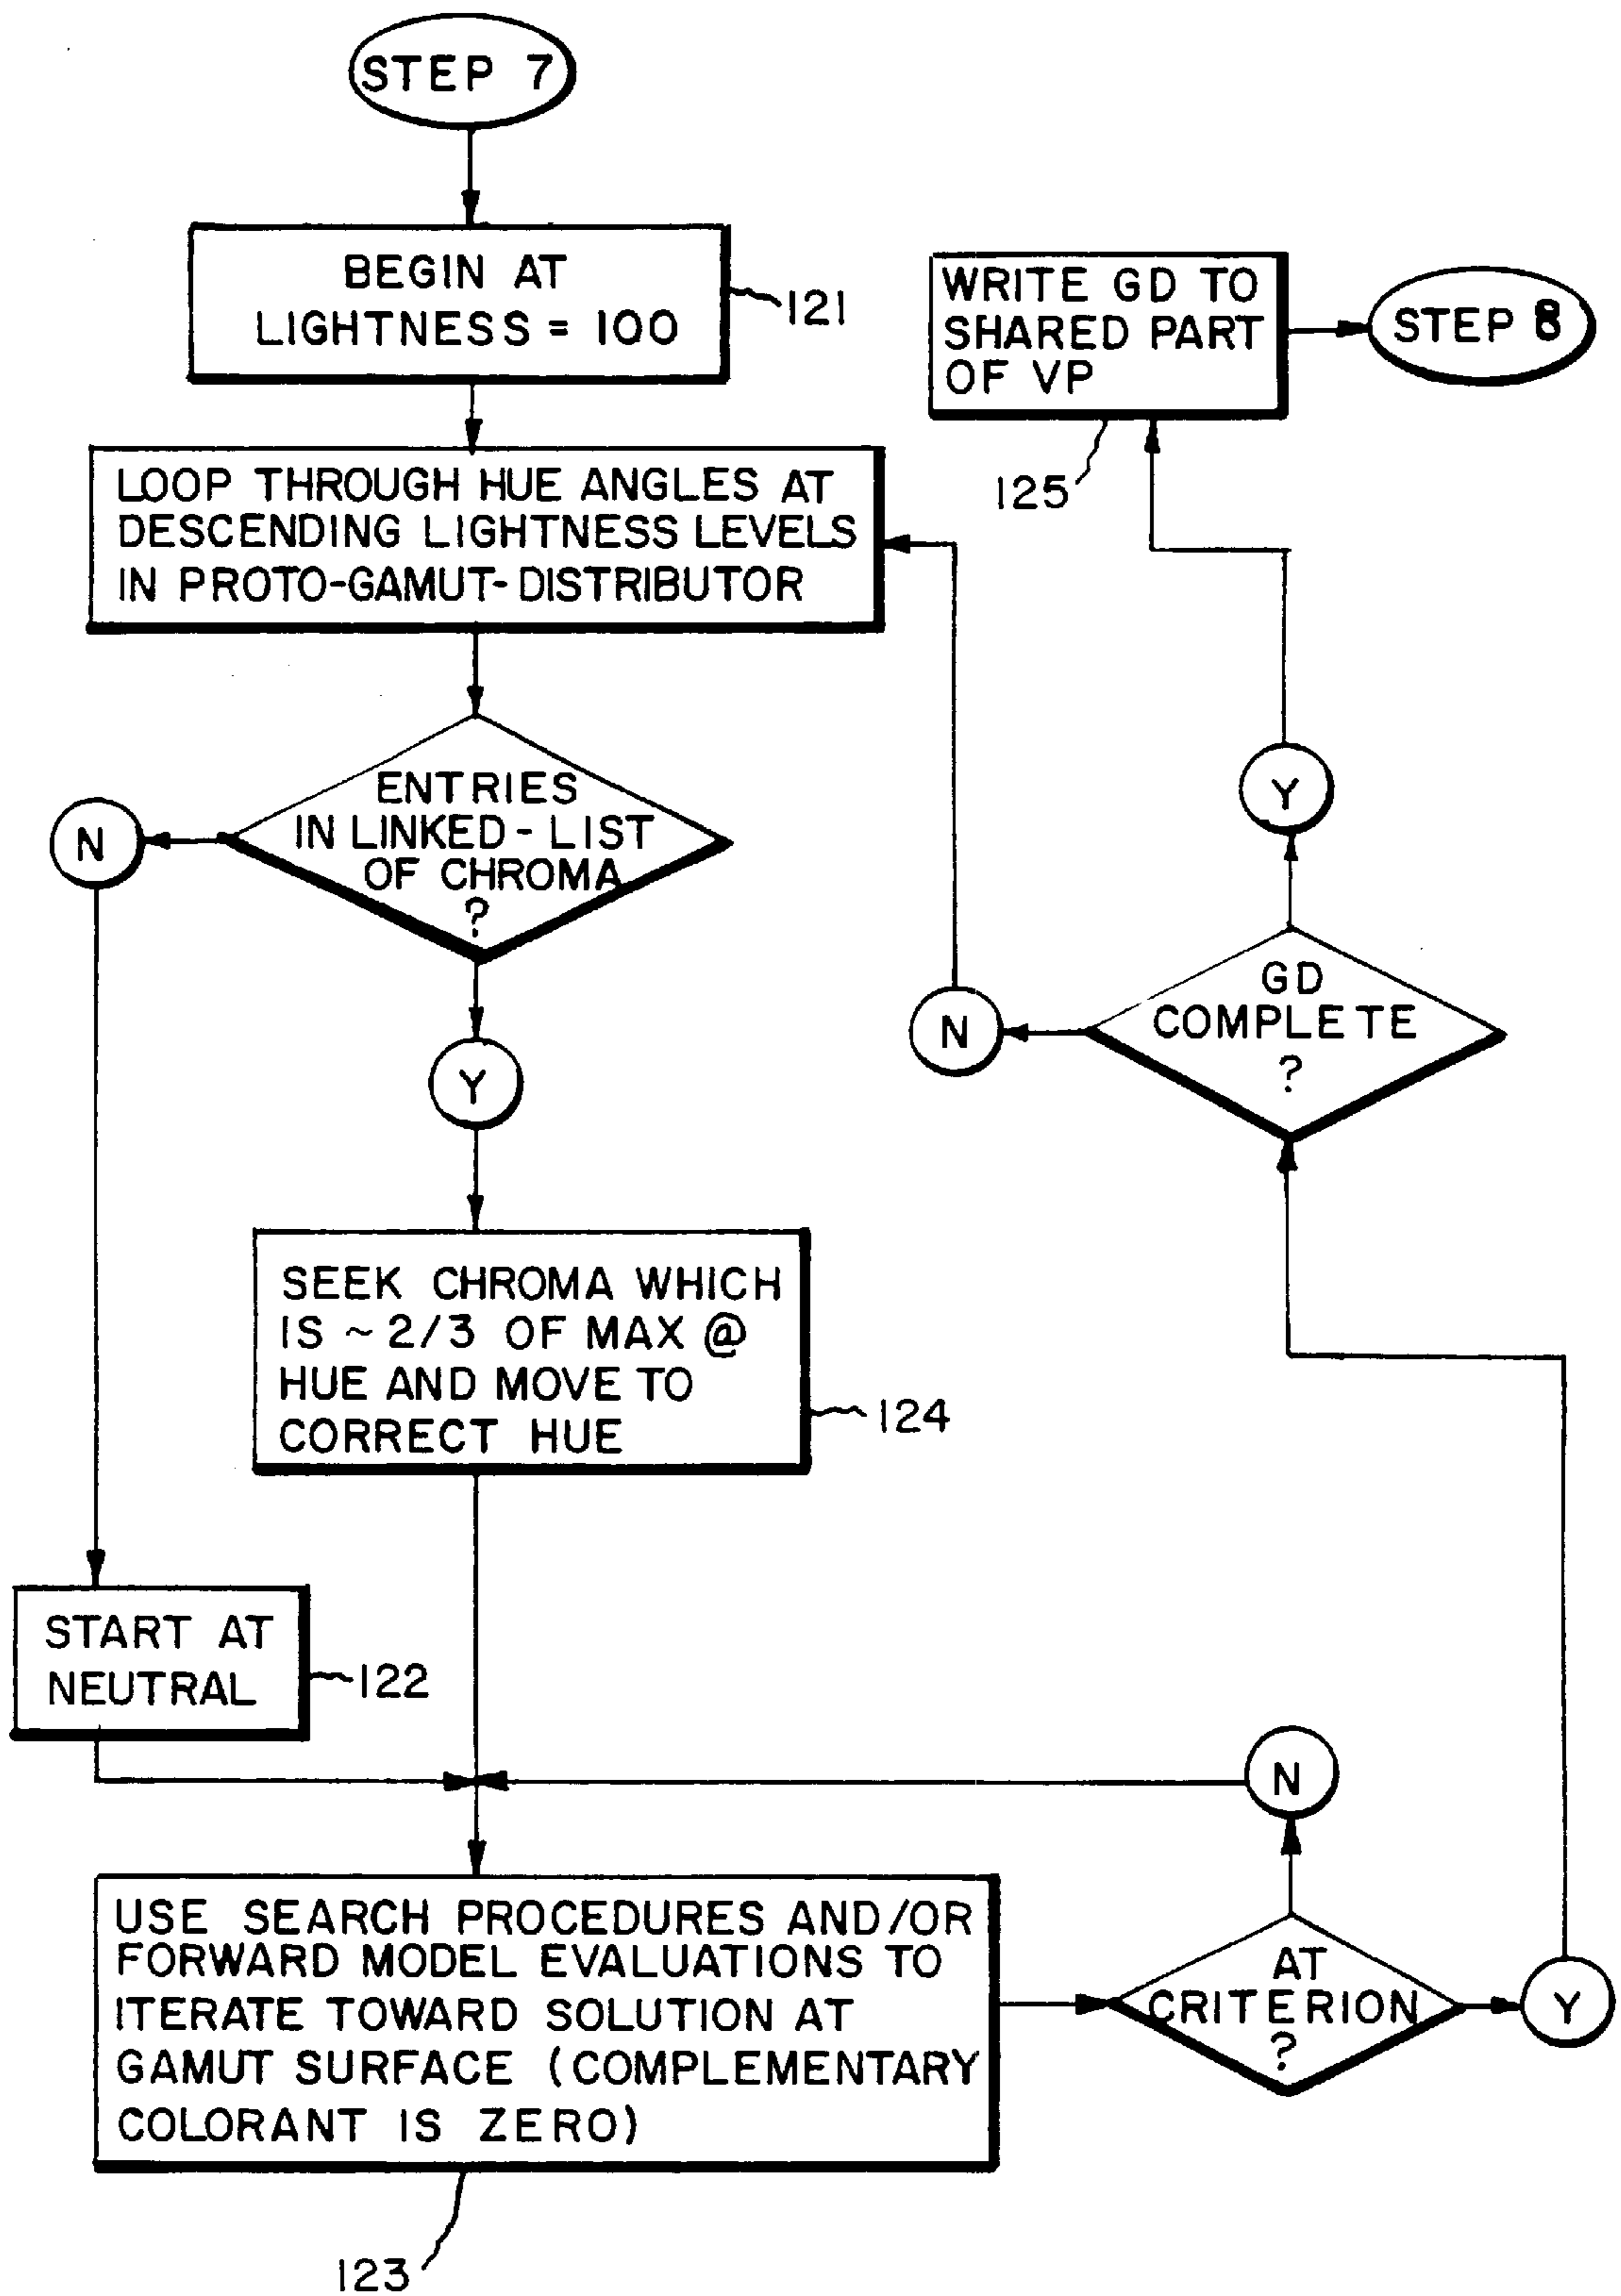 STEP 7
BEGIN AT
LIGHTNESS = 100
121
LOOP THROUGH HUE ANGLES AT
DESCENDING LIGHTNESS LEVELS
IN PROTO-GAMUT-DISTRIBUTOR
ENTRIES
IN LINKED-LIST
OF CHROMA
?
N
Y
SEEK CHROMA WHICH
IS ~ 2/3 OF MAX @
HUE AND MOVE TO
CORRECT HUE
124
START AT
NEUTRAL
122
USE SEARCH PROCEDURES AND/OR
FORWARD MODEL EVALUATIONS TO
ITERATE TOWARD SOLUTION AT
GAMUT SURFACE (COMPLEMENTARY
COLORANT IS ZERO)
123
AT
CRITERION
?
N
Y
GD
COMPLETE
?
N
Y
WRITE GD TO
SHARED PART
OF VP
125
STEP 8